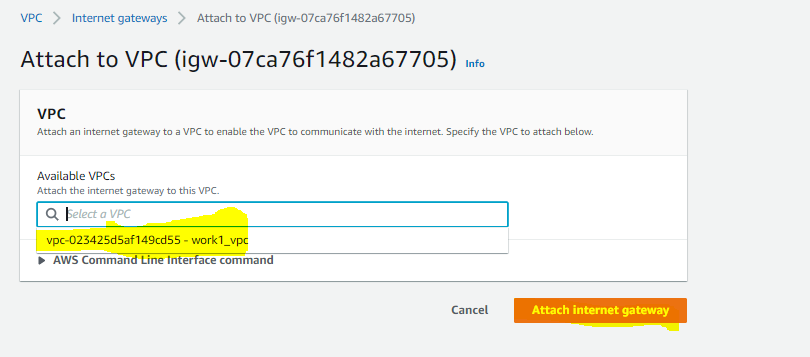 VPC > Internet gateways > Attach to VPC (igw-07ca76f1482a67705)
Attach to VPC (igw-07ca76f1482a67705) Info
VPC
Attach an internet gateway to a VPC to enable the VPC to communicate with the internet. Specify the VPC to attach below.
Available VPCs
Attach the internet gateway to this VPC.
Select a VPC
vpc-023425d5af149cd55 - work1_vpc
AWS Command Line Interface command
Cancel Attach internet gateway